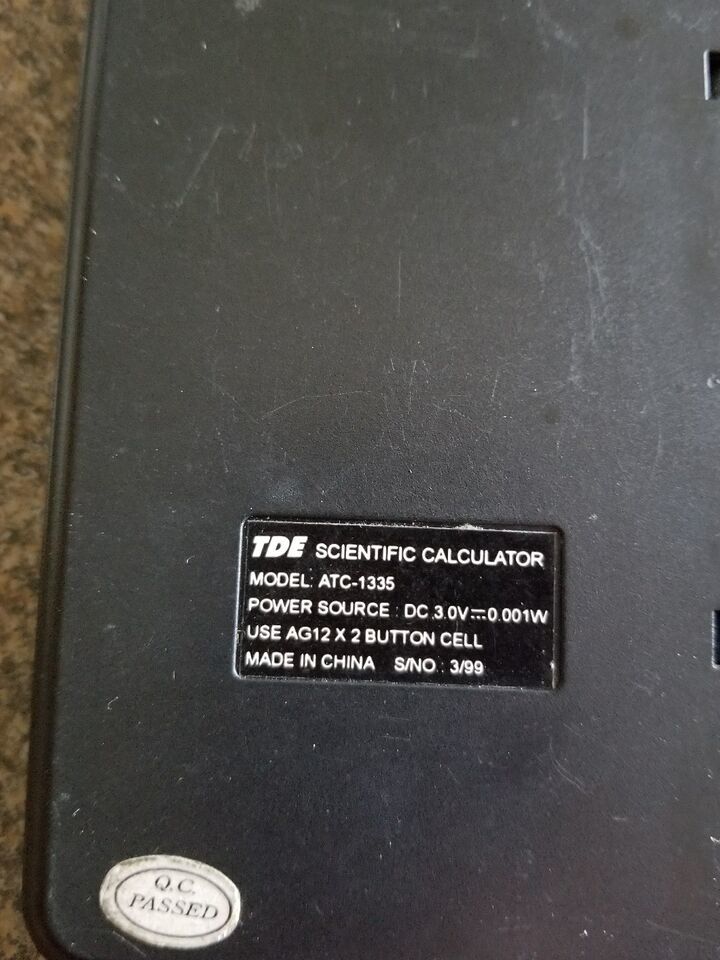 TDE SCIENTIFIC CALCULATOR
MODEL: ATC-1335
POWER SOURCE : DC 3.0V⎓0.001W
USE AG12 X 2 BUTTON CELL
MADE IN CHINA S/NO.: 3/99
Q.C.
PASSED